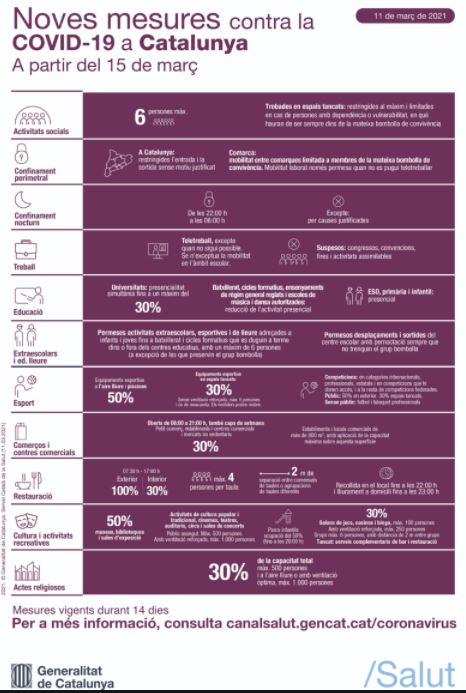 Noves mesures contra la
COVID-19 a Catalunya
A partir del 15 de març
11 de març de 2021
Activitats socials
6 persones màx.
Trobades en espais tancats: restringides al màxim i limitades
en cas de persones amb dependència o vulnerabilitat, en què
hauran de ser sempre dins de la mateixa bombolla de convivència
Confinament
perimetral
A Catalunya:
restringides l'entrada i la
sortida sense motiu justificat
Comarca:
mobilitat entre comarques limitada a membres de la mateixa bombolla de
convivència. Mobilitat laboral només permesa quan no es pugui teletreballar
Confinament
nocturn
De les 22:00 h
a les 06:00 h
Excepte:
per causes justificades
Treball
Teletreball, excepte
quan no sigui possible.
Se n'exceptua la mobilitat
en l'àmbit escolar.
Suspesos: congressos, convencions,
fires i activitats assimilables
Educació
Universitats: presencialitat
simultània fins a un màxim del
30%
Batxillerat, cicles formatius, ensenyaments
de règim general reglats i escoles de
música i dansa autoritzades:
reducció de l'activitat presencial
ESO, primària i infantil:
presencial
Extraescolars
i ed. lleure
Permeses activitats extraescolars, esportives i de lleure adreçades a
infants i joves fins a batxillerat i cicles formatius que es duguin a terme
dins o fora dels centres educatius, amb un màxim de 6 persones
(a excepció de les que preservin el grup bombolla)
Permesos desplaçaments i sortides del
centre escolar amb pernoctació sempre que
no trenquin el grup bombolla
Esport
Equipaments esportius
a l'aire lliure i piscines
50%
Equipaments esportius
en espais tancats:
30%
Competicions: en categories internacionals,
professionals, estatals i en competicions que hi
donen accés, i a la resta de competicions federades.
Públic: 50% en exterior. 30% espais tancats.
Sense públic: futbol i bàsquet professionals
Comerços i
centres comercials
Oberts de 06:00 a 21:00 h, també caps de setmana
Petit comerç, establiments i centres comercials
i mercats no sedentaris
30%
Establiments i locals comercials de
més de 800 m², amb aplicació de la capacitat
màxima sobre aquesta superfície
Restauració
07:30 h - 17:00 h
Exterior Interior
100% 30%
màx. 4
persones per taula
2 m de
separació entre comensals
de taules o agrupacions
de taules diferents
Recollida en el local fins a les 22:00 h
i lliurament a domicili fins a les 23:00 h
Cultura i activitats
recreatives
50%
museus, biblioteques
i sales d'exposició
Activitats de cultura popular i
tradicional, cinemes, teatres,
auditoris, circs i sales de concerts
Públic assegut. Màx. 500 persones
Amb ventilació reforçada, màx. 1.000 persones
Parcs infantils:
ocupació del 50%
(fins a les 20:00 h)
30%
Salons de jocs, casinos i bingo, màx. 100 persones
Amb ventilació reforçada, màx. 250 persones
Grups màx. 6 persones, amb distància de 2 m entre grups
Tancat: serveis complementaris de bar i restauració
Actes religiosos
30%
de la capacitat total
màx. 500 persones
i a l'aire lliure o amb ventilació
òptima, màx. 1.000 persones
2021. © Generalitat de Catalunya. Servei Català de la Salut (11.03.2021)
Mesures vigents durant 14 dies
Per a més informació, consulta canalsalut.gencat.cat/coronavirus
Generalitat
de Catalunya
/Salut